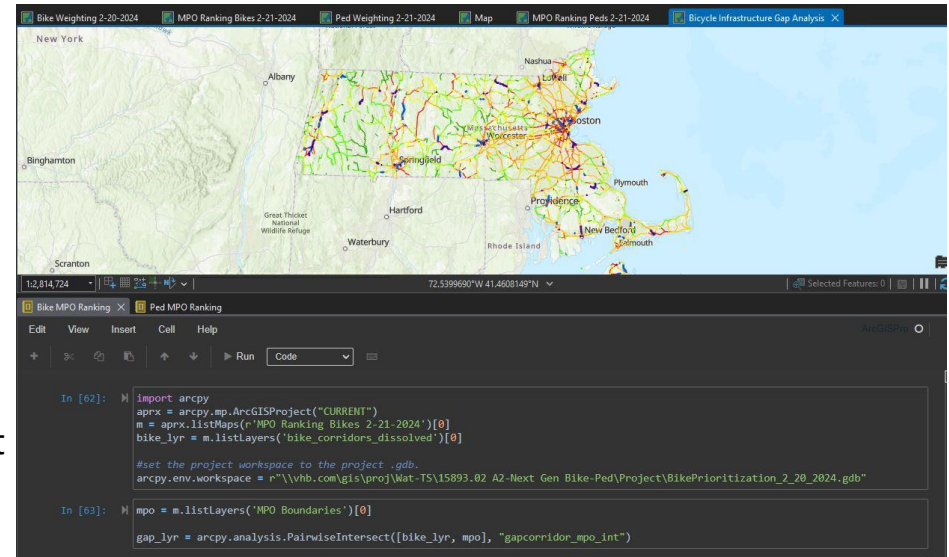 Bike Weighting 2-20-2024 MPO Ranking Bikes 2-21-2024 Ped Weighting 2-21-2024 Map MPO Ranking Peds 2-21-2024 Bicycle Infrastructure Gap Analysis
New York
Nashua
Lowell
Albany
Boston
Massachusetts
Worcester
Binghamton
Springfield
Plymouth
Providence
Hartford
Great Thicket
National
Wildlife Refuge
New Bedford
Falmouth
Waterbury
Rhode Island
Scranton
1:2,814,724 72.5399690°W 41.4608149°N Selected Features: 0
Bike MPO Ranking Ped MPO Ranking
Edit View Insert Cell Help
ArcGISPro
Run Code
In [62]: import arcpy
aprx = arcpy.mp.ArcGISProject("CURRENT")
m = aprx.listMaps(r'MPO Ranking Bikes 2-21-2024')[0]
bike_lyr = m.listLayers('bike_corridors_dissolved')[0]
#set the project workspace to the project .gdb.
arcpy.env.workspace = r"\\vhb.com\gis\proj\Wat-TS\15893.02 A2-Next Gen Bike-Ped\Project\BikePrioritization_2_20_2024.gdb"
In [63]: mpo = m.listLayers('MPO Boundaries')[0]
gap_lyr = arcpy.analysis.PairwiseIntersect([bike_lyr, mpo], "gapcorridor_mpo_int")